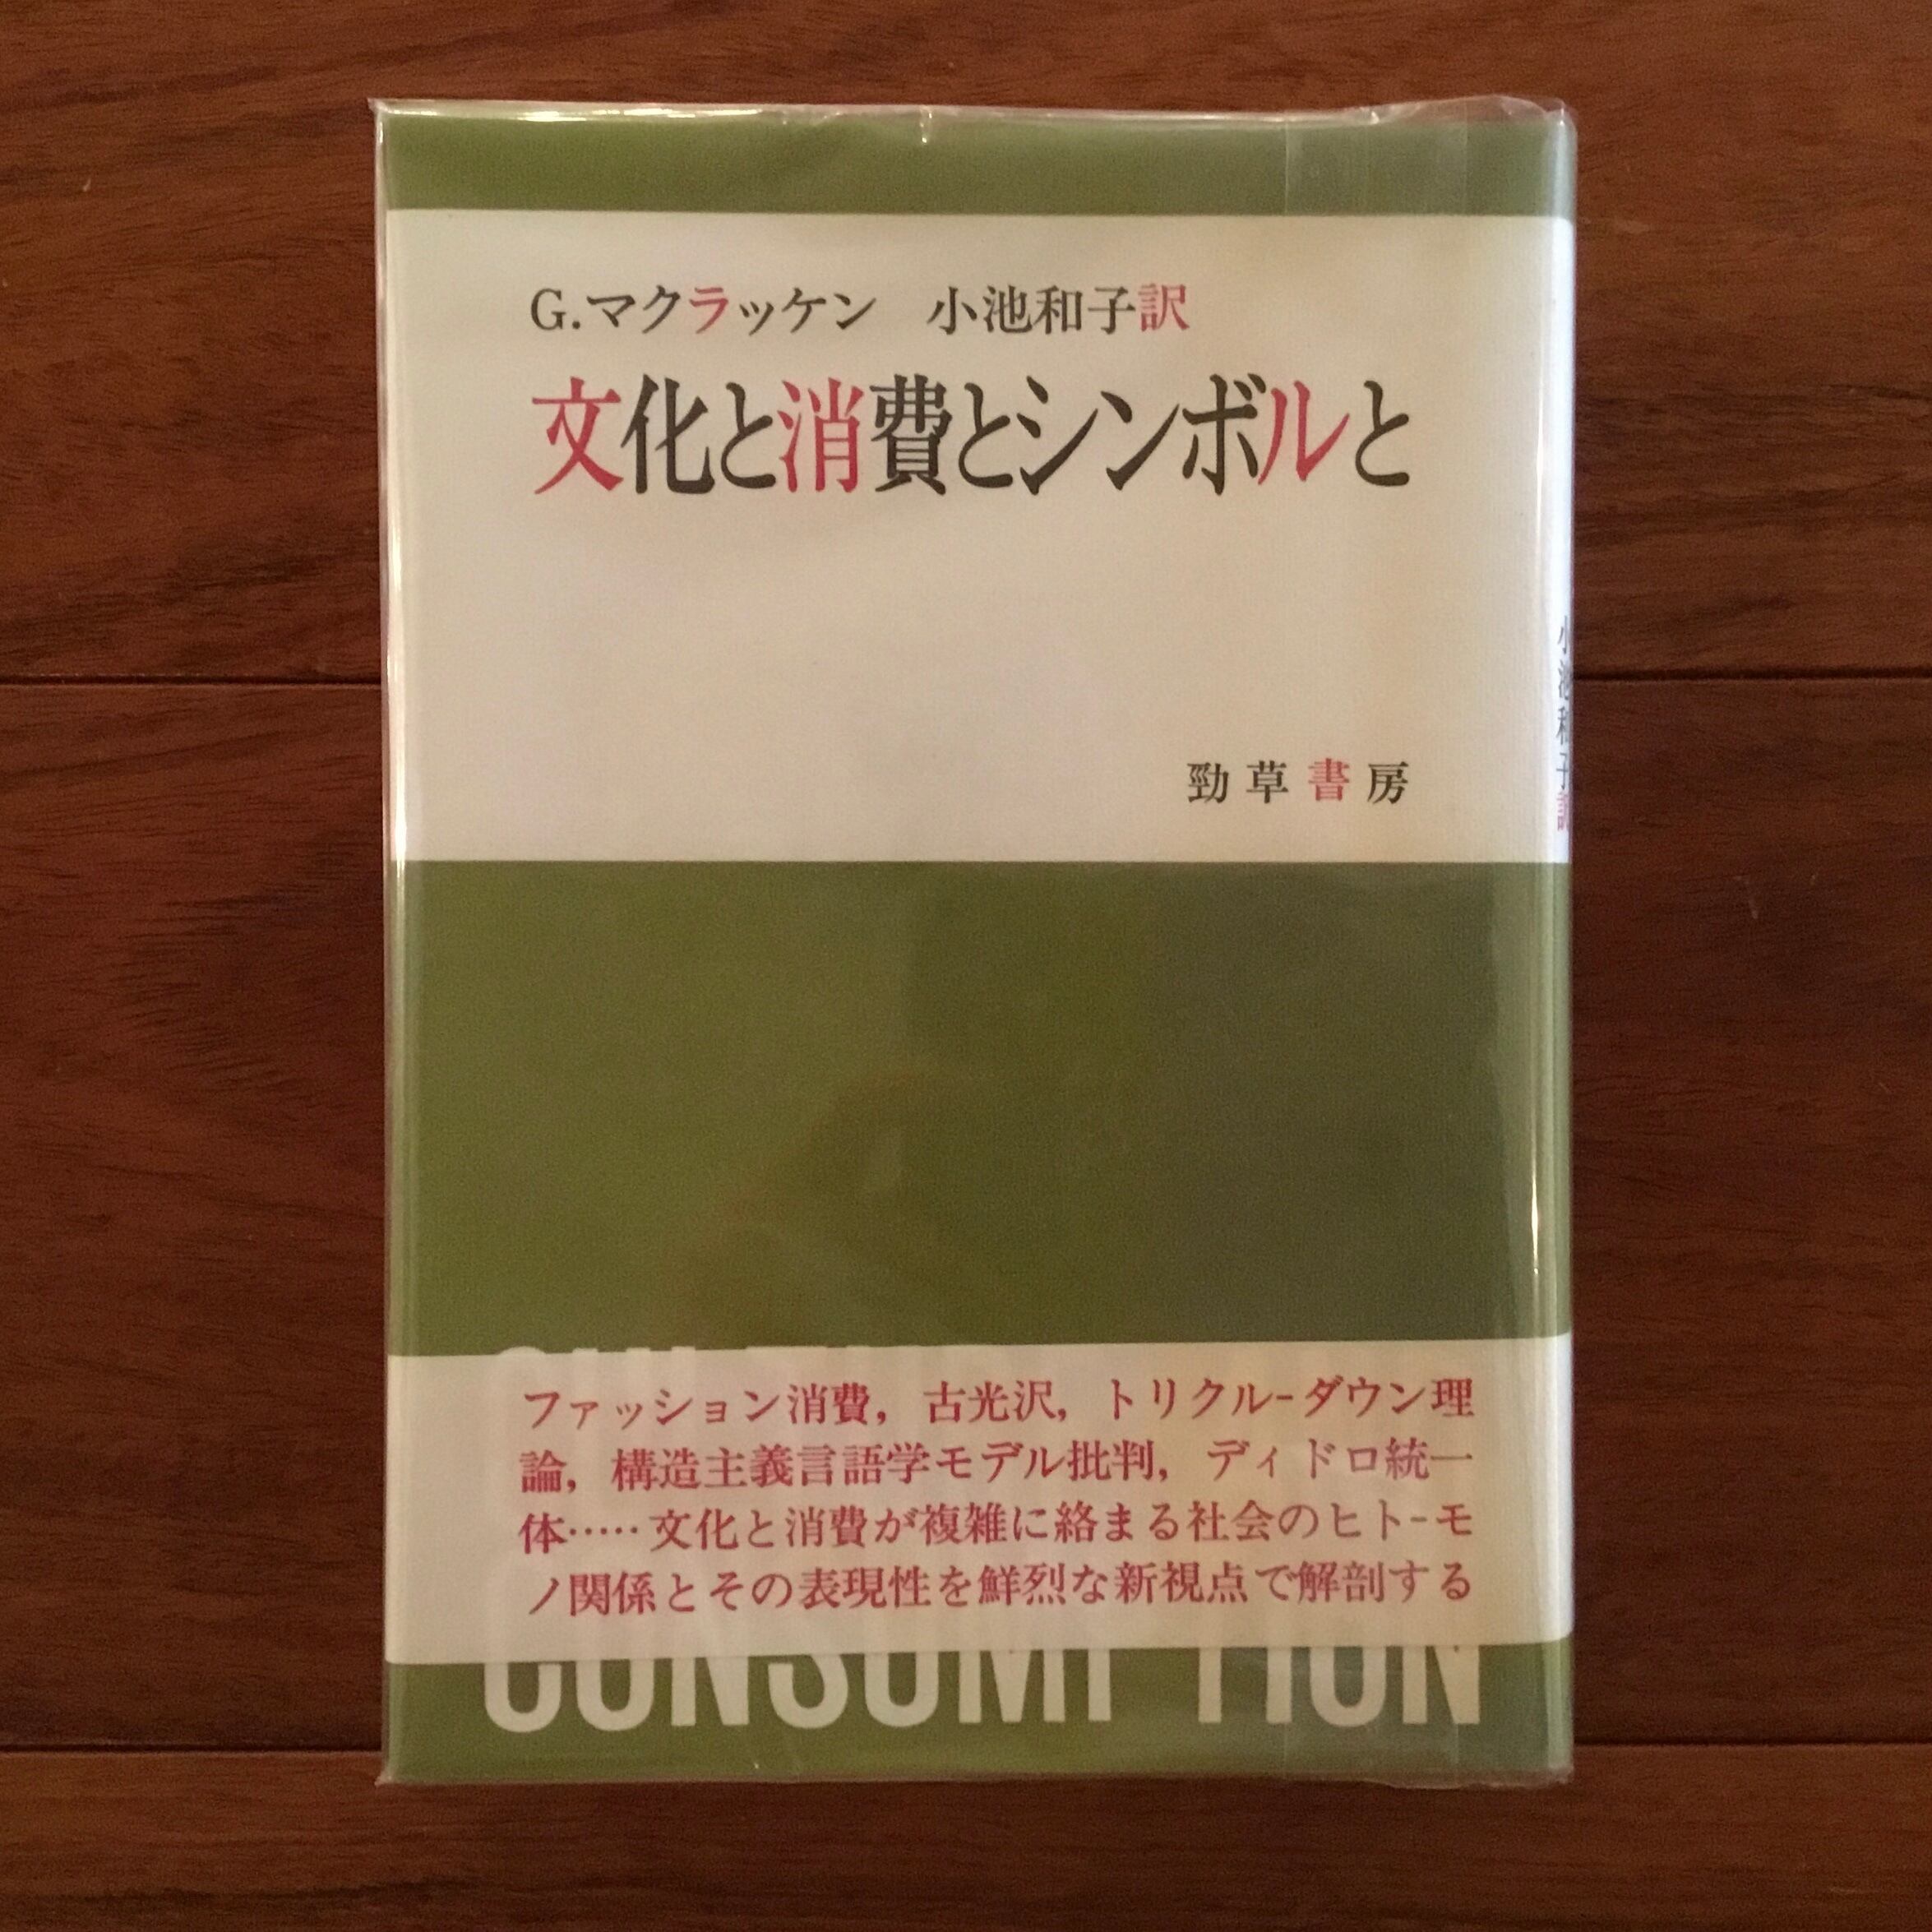 G.マクラッケン　小池和子訳
文化と消費とシンボルと
勁草書房
小池和子訳
ファッション消費，古光沢，トリクル-ダウン理
論，構造主義言語学モデル批判，ディドロ統一
体……文化と消費が複雑に絡まる社会のヒト-モ
ノ関係とその表現性を鮮烈な新視点で解剖する
CONSUMPTION